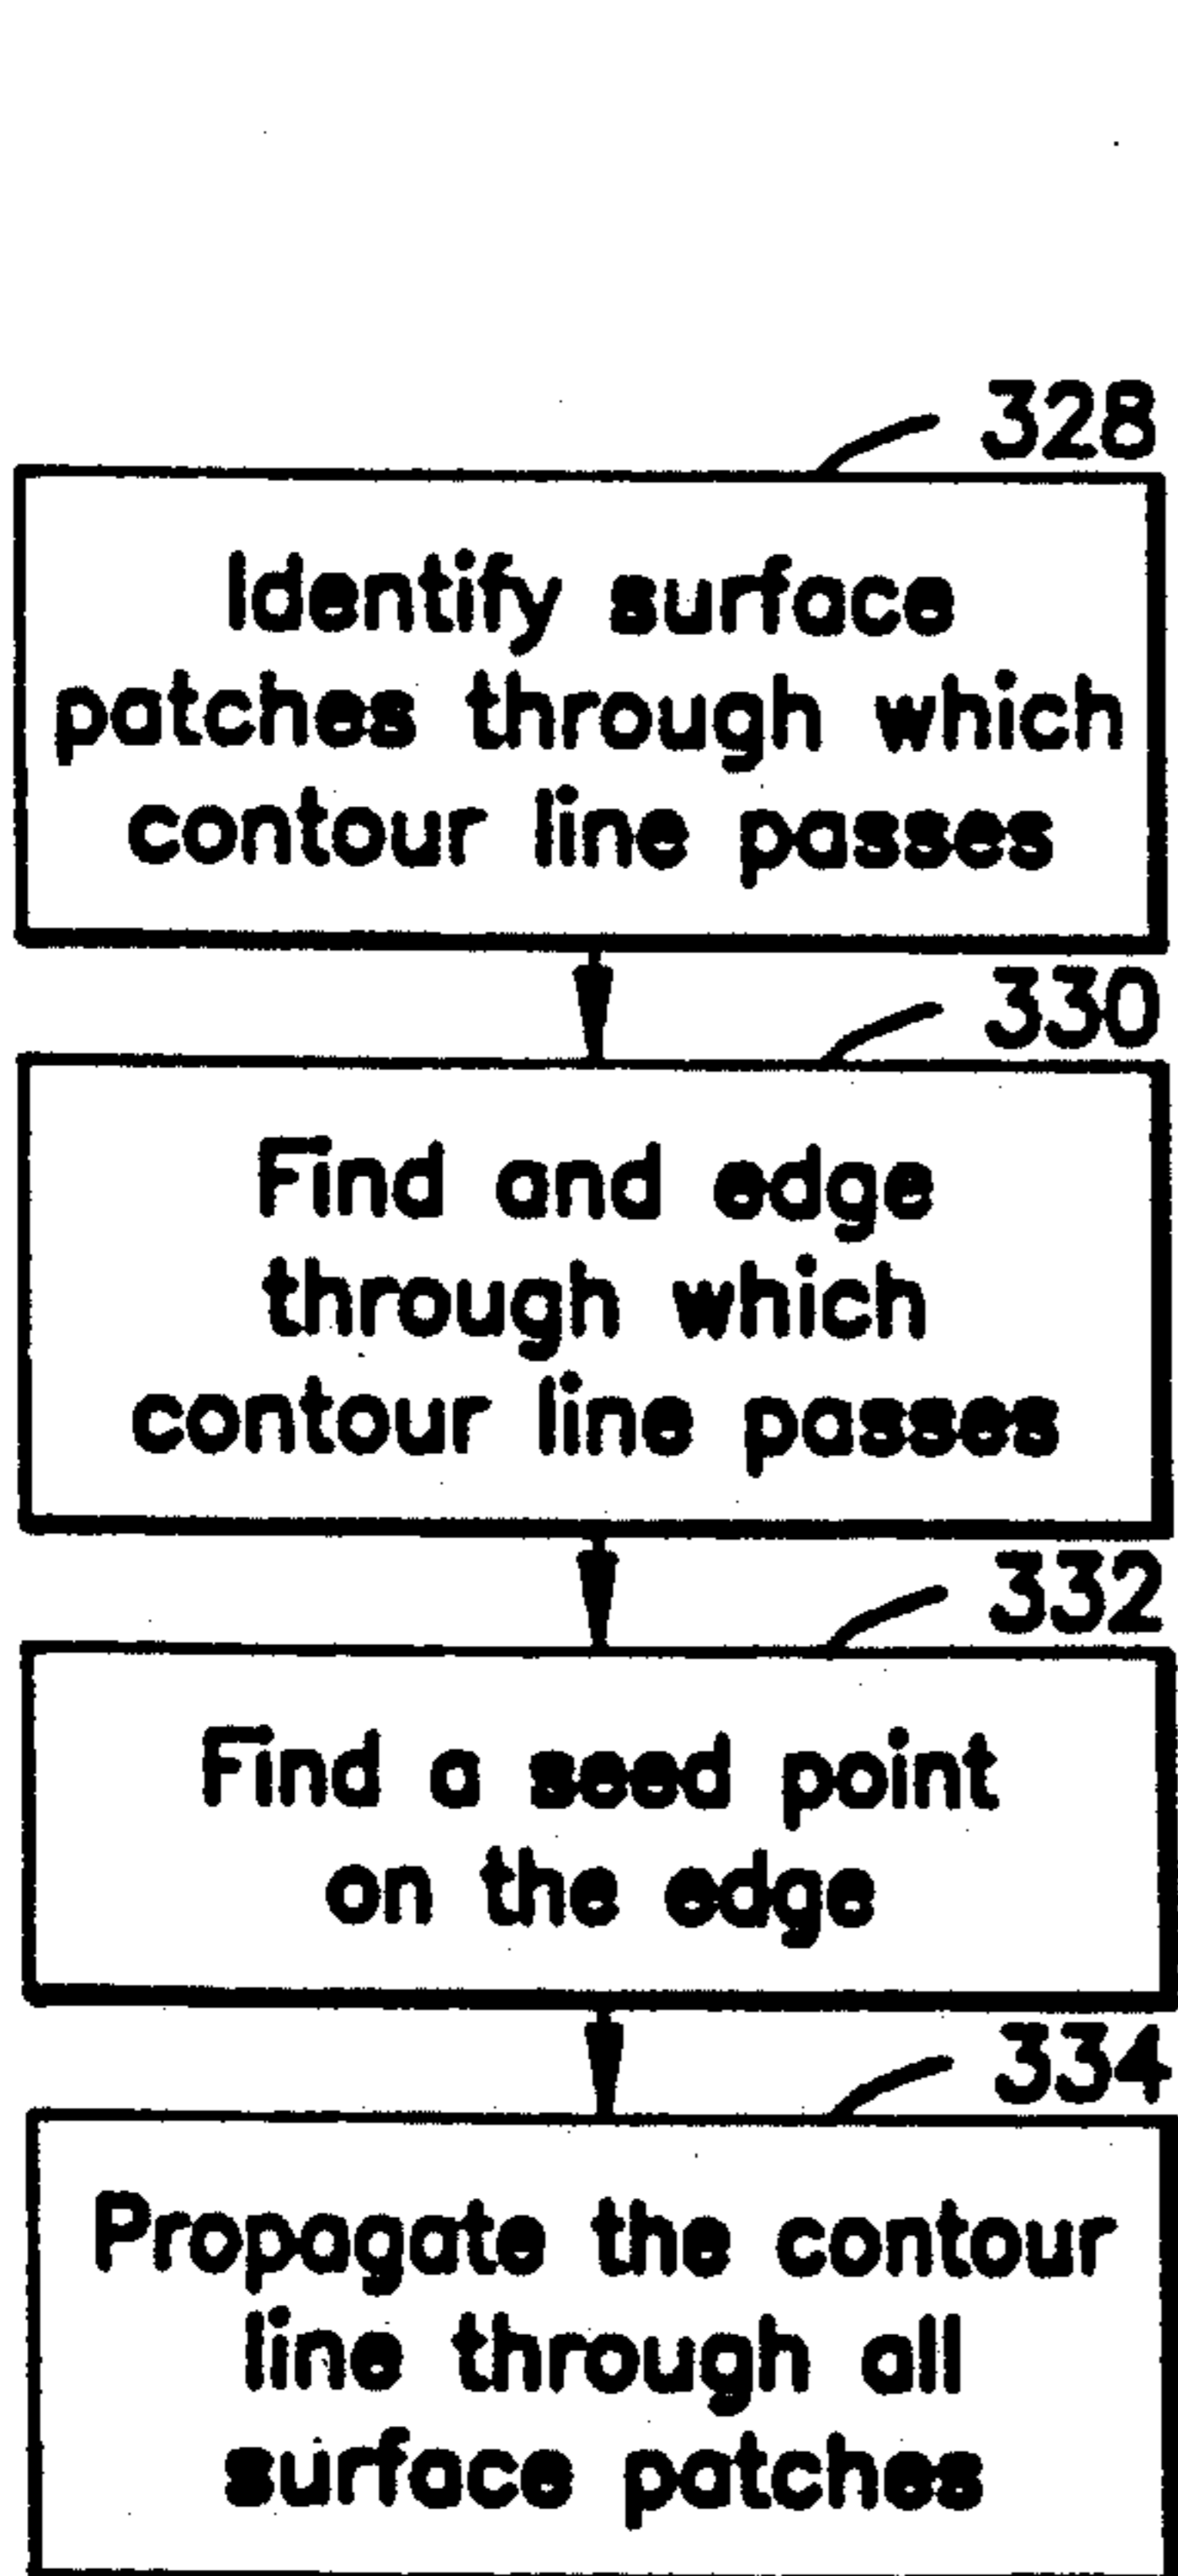 328
Identify surface
patches through which
contour line passes
330
Find and edge
through which
contour line passes
332
Find a seed point
on the edge
334
Propagate the contour
line through all
surface patches